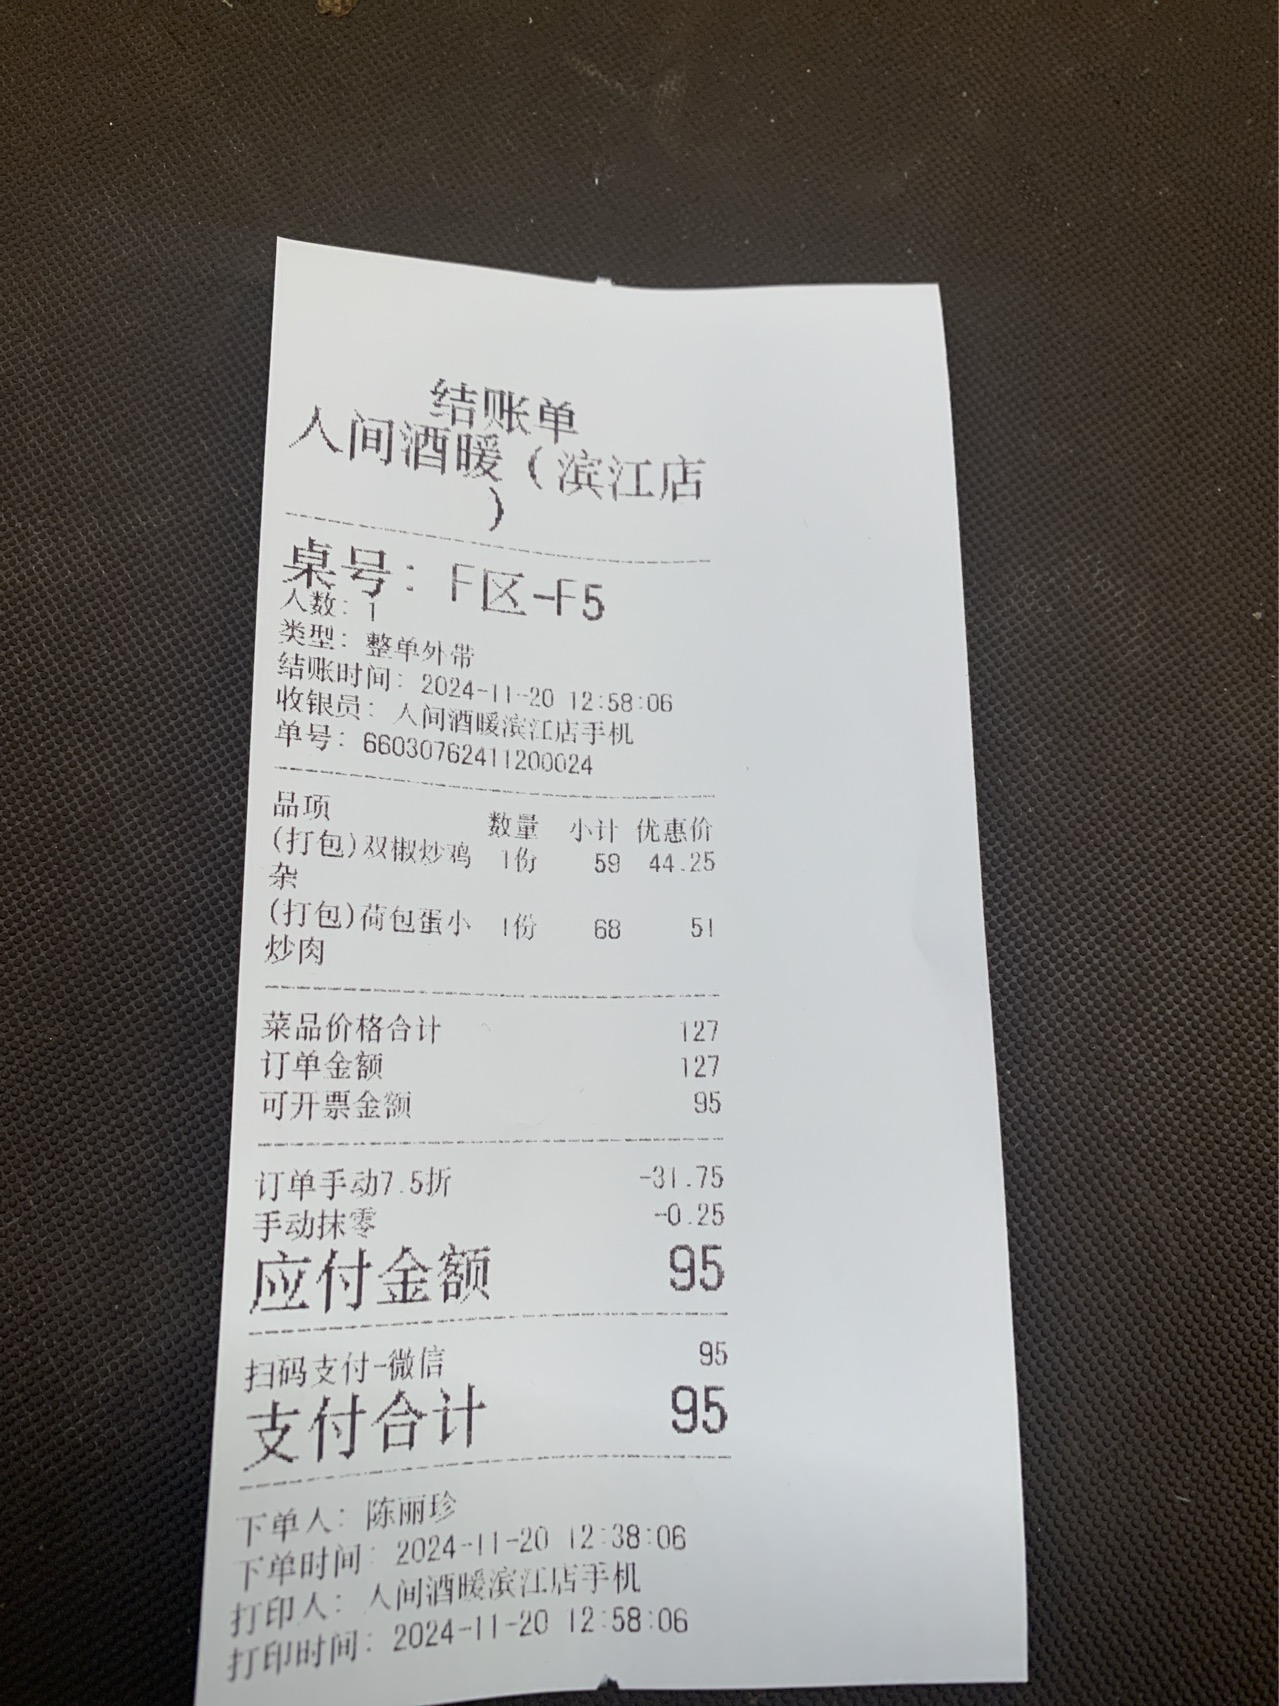 结账单
人间酒暖（滨江店
）
桌号：F区-F5
人数：1
类型：整单外带
结账时间：2024-11-20 12:58:06
收银员：人间酒暖滨江店手机
单号：66030762411200024
品项 数量 小计 优惠价
(打包)双椒炒鸡 1份 59 44.25
杂
(打包)荷包蛋小 1份 68 51
炒肉
菜品价格合计 127
订单金额 127
可开票金额 95
订单手动7.5折 -31.75
手动抹零 -0.25
应付金额 95
扫码支付-微信 95
支付合计 95
下单人：陈丽珍
下单时间：2024-11-20 12:38:06
打印人：人间酒暖滨江店手机
打印时间：2024-11-20 12:58:06